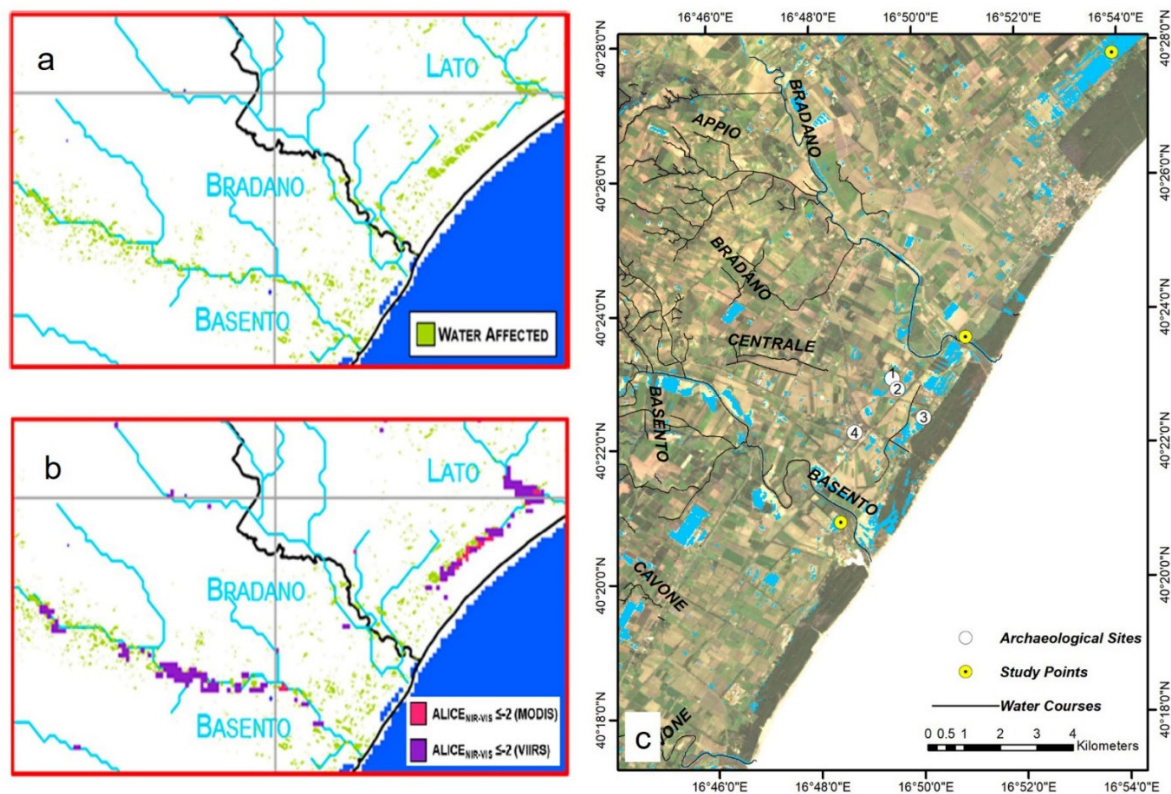 a
LATO
BRADANO
BASENTO
WATER AFFECTED
b
LATO
BRADANO
BASENTO
ALICE NIR-VIS ≤-2 (MODIS)
ALICE NIR-VIS ≤-2 (VIIRS)
16°46'0"E 16°48'0"E 16°50'0"E 16°52'0"E 16°54'0"E
40°28'0"N 40°28'0"N
BRADANO
APPIO
40°26'0"N 40°26'0"N
BRADANO
40°24'0"N 40°24'0"N
CENTRALE
1
2
BASENTO
3
4
40°22'0"N 40°22'0"N
BASENTO
CAVONE
40°20'0"N 40°20'0"N
Archaeological Sites
Study Points
40°18'0"N 40°18'0"N
Water Courses
VONE
c
0 0.5 1 2 3 4
Kilometers
16°46'0"E 16°48'0"E 16°50'0"E 16°52'0"E 16°54'0"E